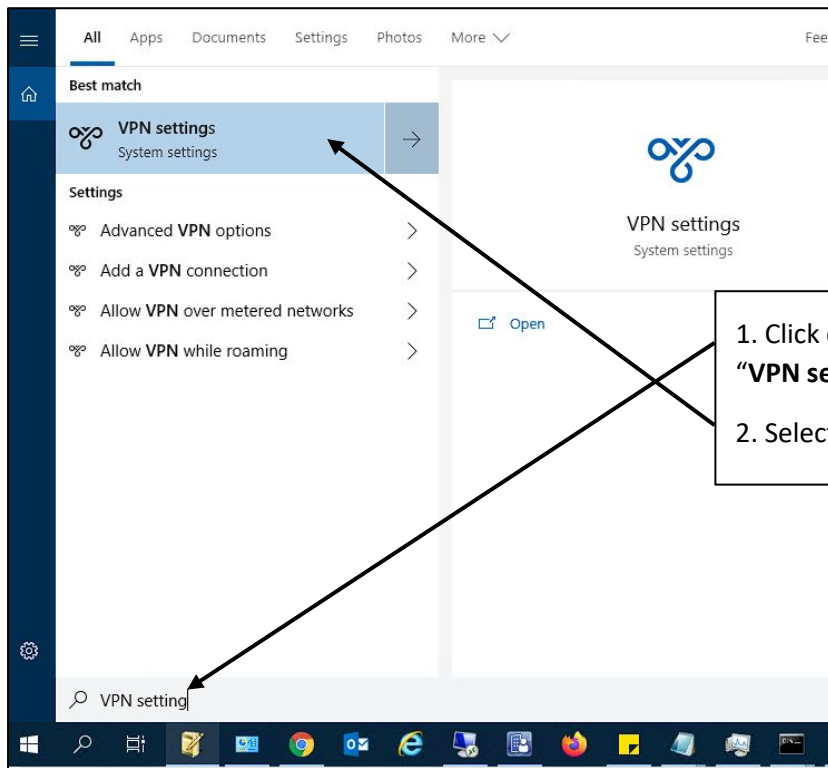 All Apps Documents Settings Photos More
Best match
VPN settings
System settings
Settings
Advanced VPN options
Add a VPN connection
Allow VPN over metered networks
Allow VPN while roaming
VPN settings
System settings
Open
1. Click
“VPN
2.
VPN setting